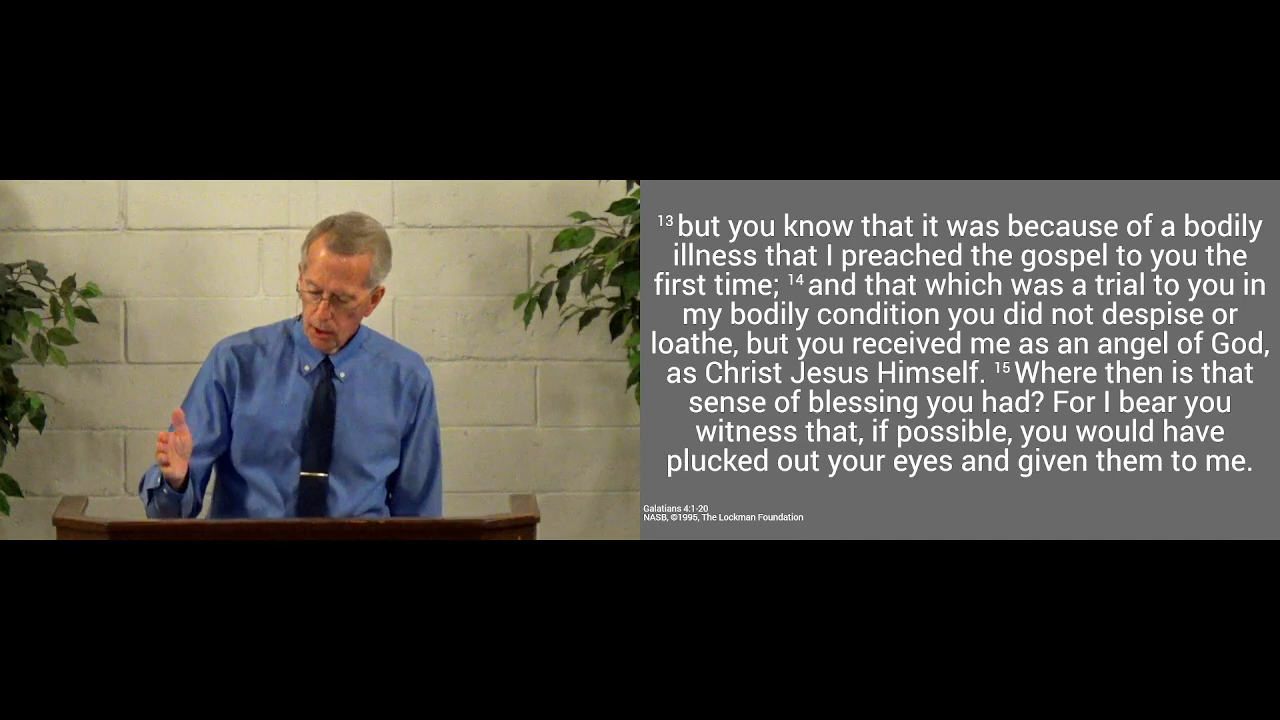 13 but you know that it was because of a bodily
illness that I preached the gospel to you the
first time; 14 and that which was a trial to you in
my bodily condition you did not despise or
loathe, but you received me as an angel of God,
as Christ Jesus Himself. 15 Where then is that
sense of blessing you had? For I bear you
witness that, if possible, you would have
plucked out your eyes and given them to me.
Galatians 4:1-20
NASB, ©1995, The Lockman Foundation